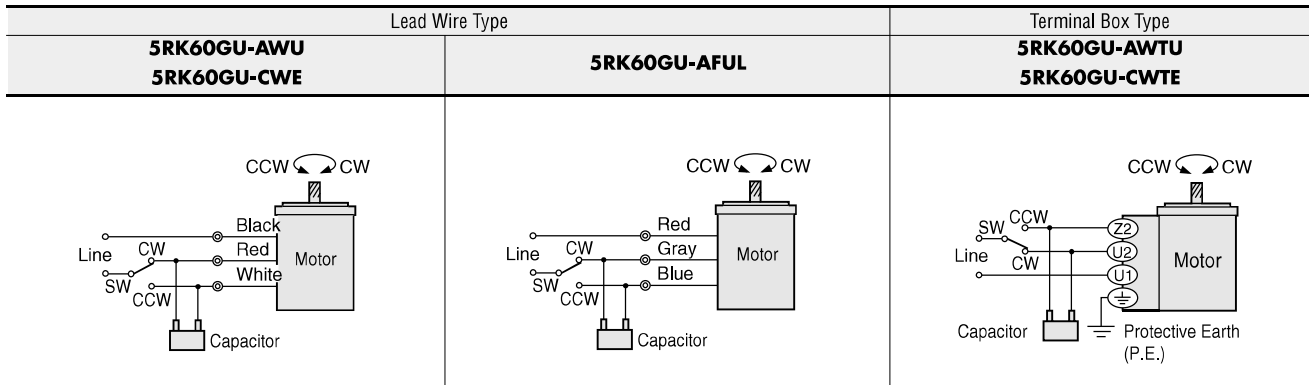 Lead Wire Type
Terminal Box Type
5RK60GU-AWU
5RK60GU-CWE
5RK60GU-AFUL
5RK60GU-AWTU
5RK60GU-CWTE
CCW CW
Black
Red
White
Line
CW
SW
CCW
Motor
Capacitor
CCW CW
Red
Gray
Blue
Line
CW
SW
CCW
Motor
Capacitor
CCW CW
CCW
SW
Line
CW
Z2
U2
U1
Motor
Capacitor
Protective Earth
(P.E.)